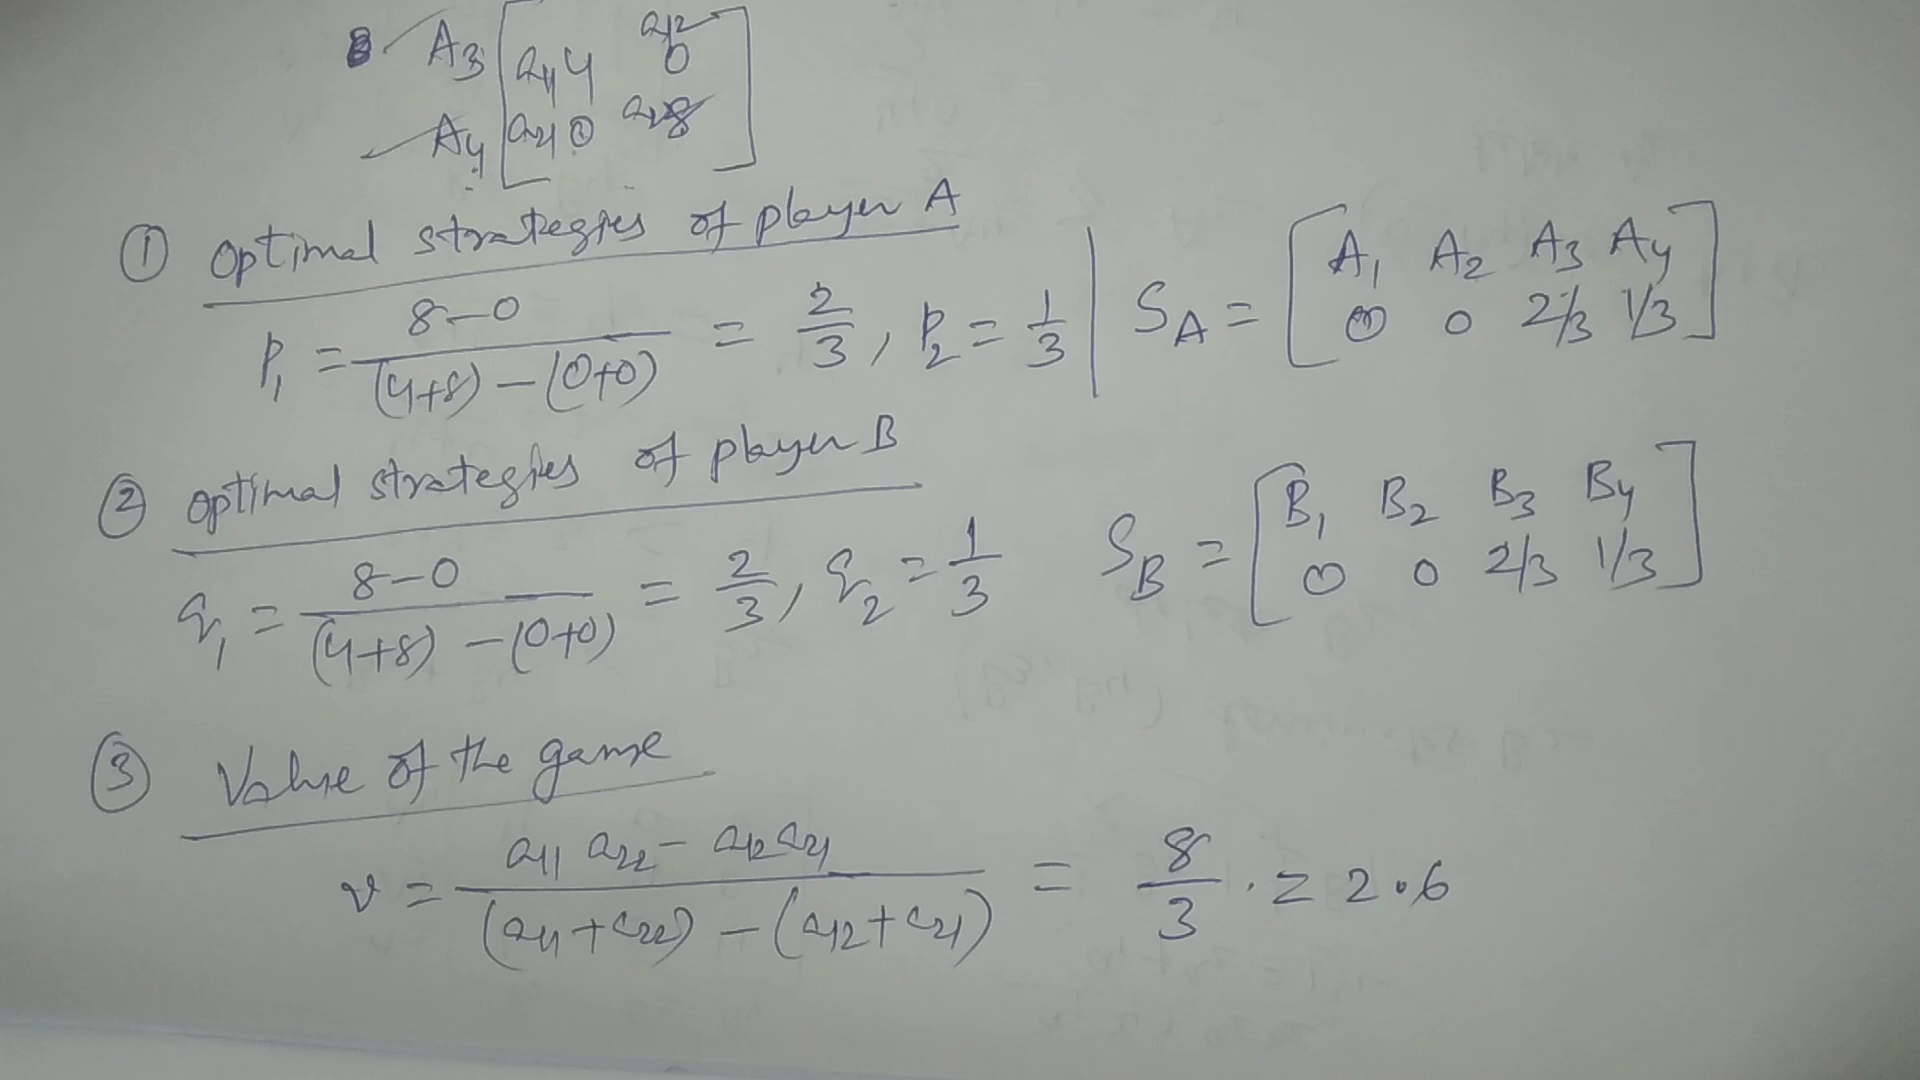 A3 a11 4 a12 0
A4 a21 0 a22 8
① optimal strategies of player A
P1 = 8-0 / (4+8) - (0+0) = 2/3, P2 = 1/3 | SA = [A1 A2 A3 A4
0 0 2/3 1/3]
② optimal strategies of player B
q1 = 8-0 / (4+8) - (0+0) = 2/3, q2 = 1/3 SB = [B1 B2 B3 B4
0 0 2/3 1/3]
③ Value of the game
v = a11 a22 - a12 a21 / (a11 + a22) - (a12 + a21) = 8/3 . = 2.6